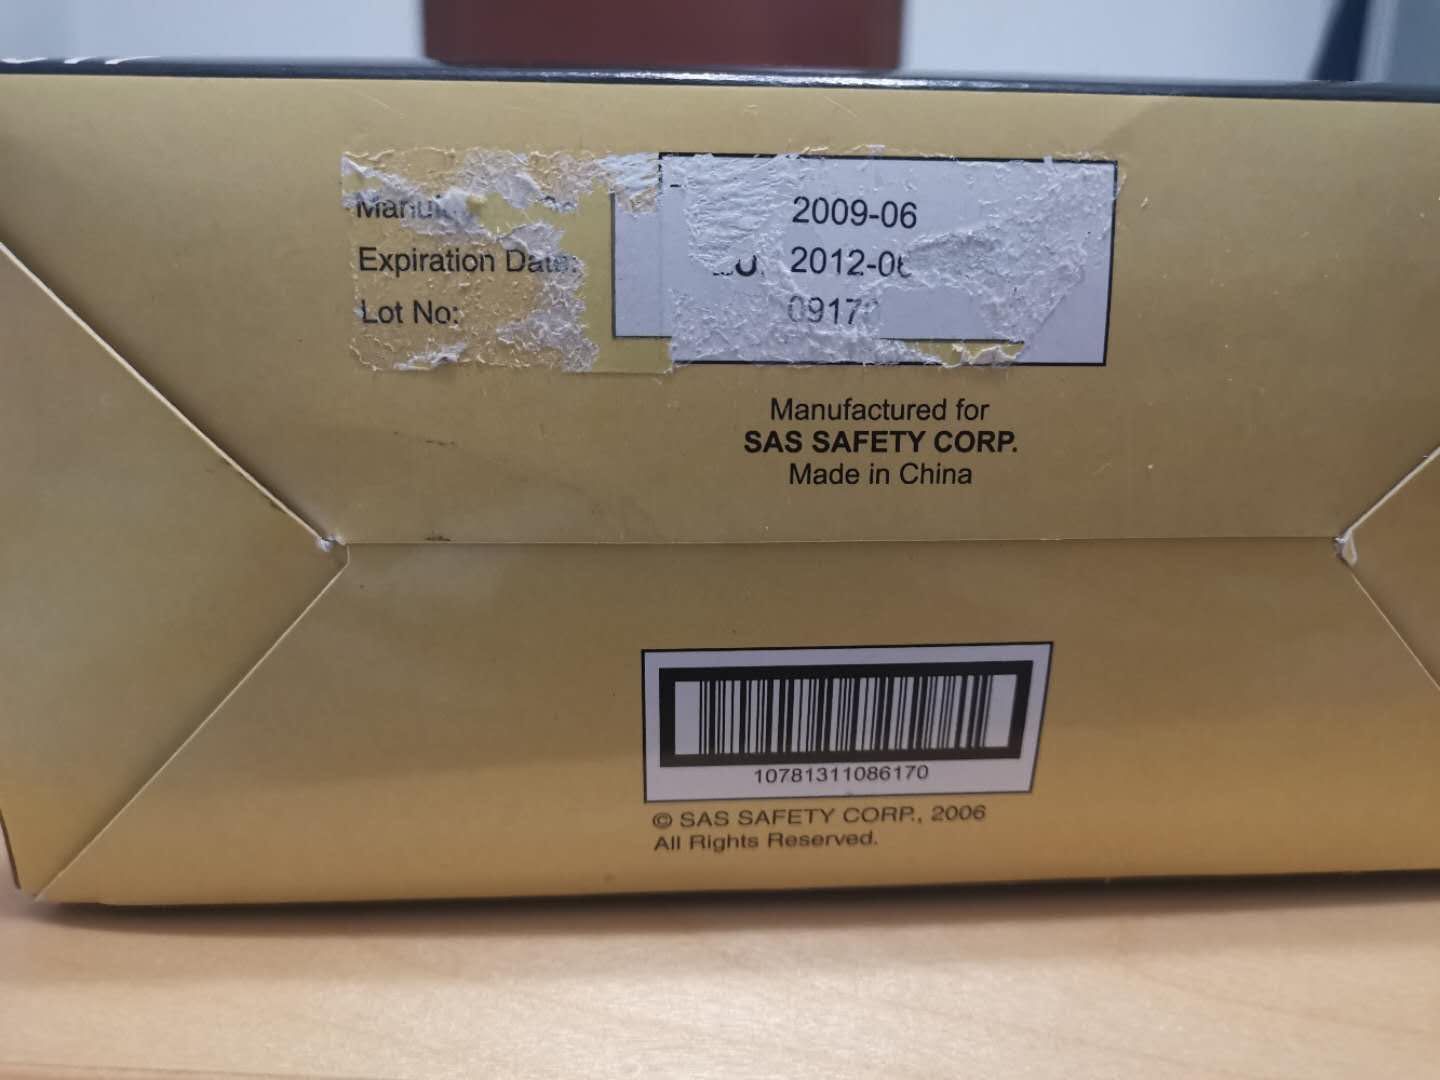 Expiration Date:
Lot No:
2009-06
2012-06
Manufactured for
SAS SAFETY CORP.
Made in China
10781311086170
© SAS SAFETY CORP., 2006
All Rights Reserved.